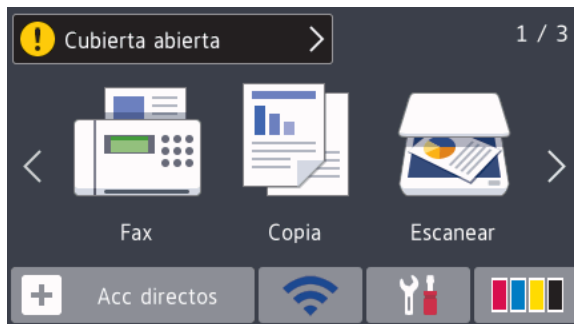 Cubierta abierta
1 / 3
Fax
Copia
Escanear
Acc directos